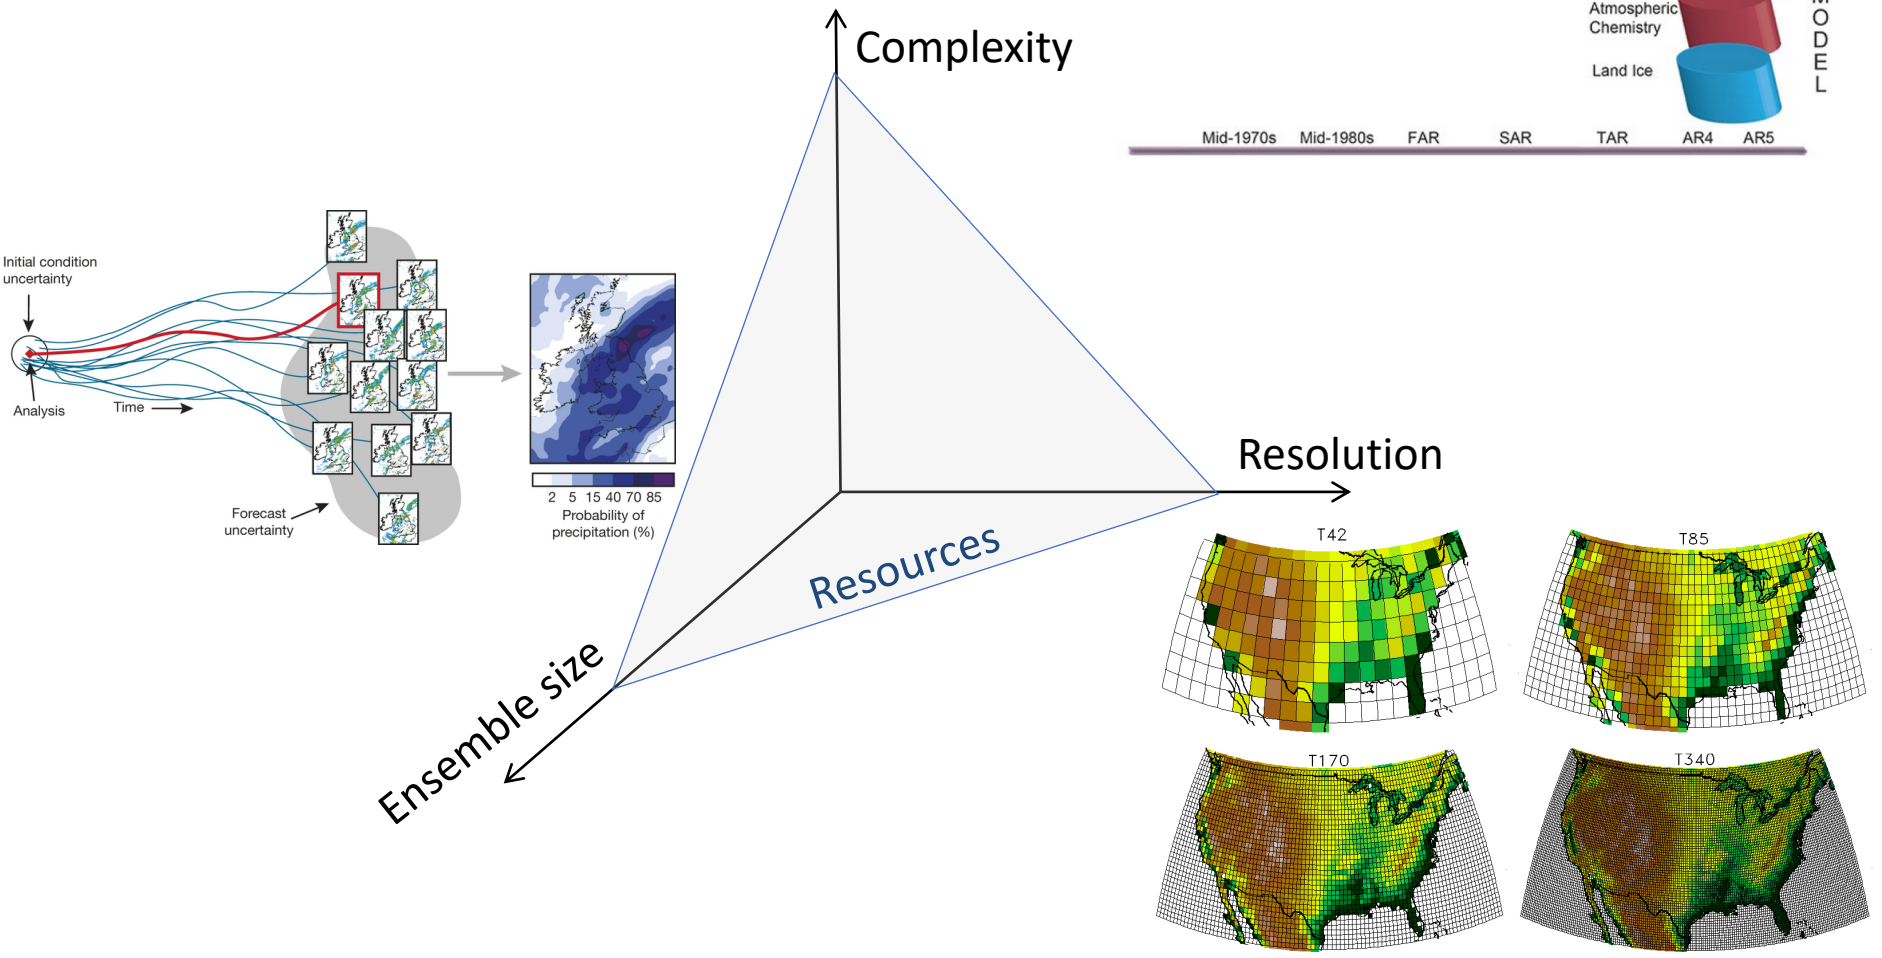 Complexity
Atmospheric
Chemistry
Land Ice
O
D
E
L
Mid-1970s Mid-1980s FAR SAR TAR AR4 AR5
Initial condition
uncertainty
Analysis
Time
Forecast
uncertainty
2 5 15 40 70 85
Probability of
precipitation (%)
Resolution
Resources
Ensemble size
T42
T85
T170
T340